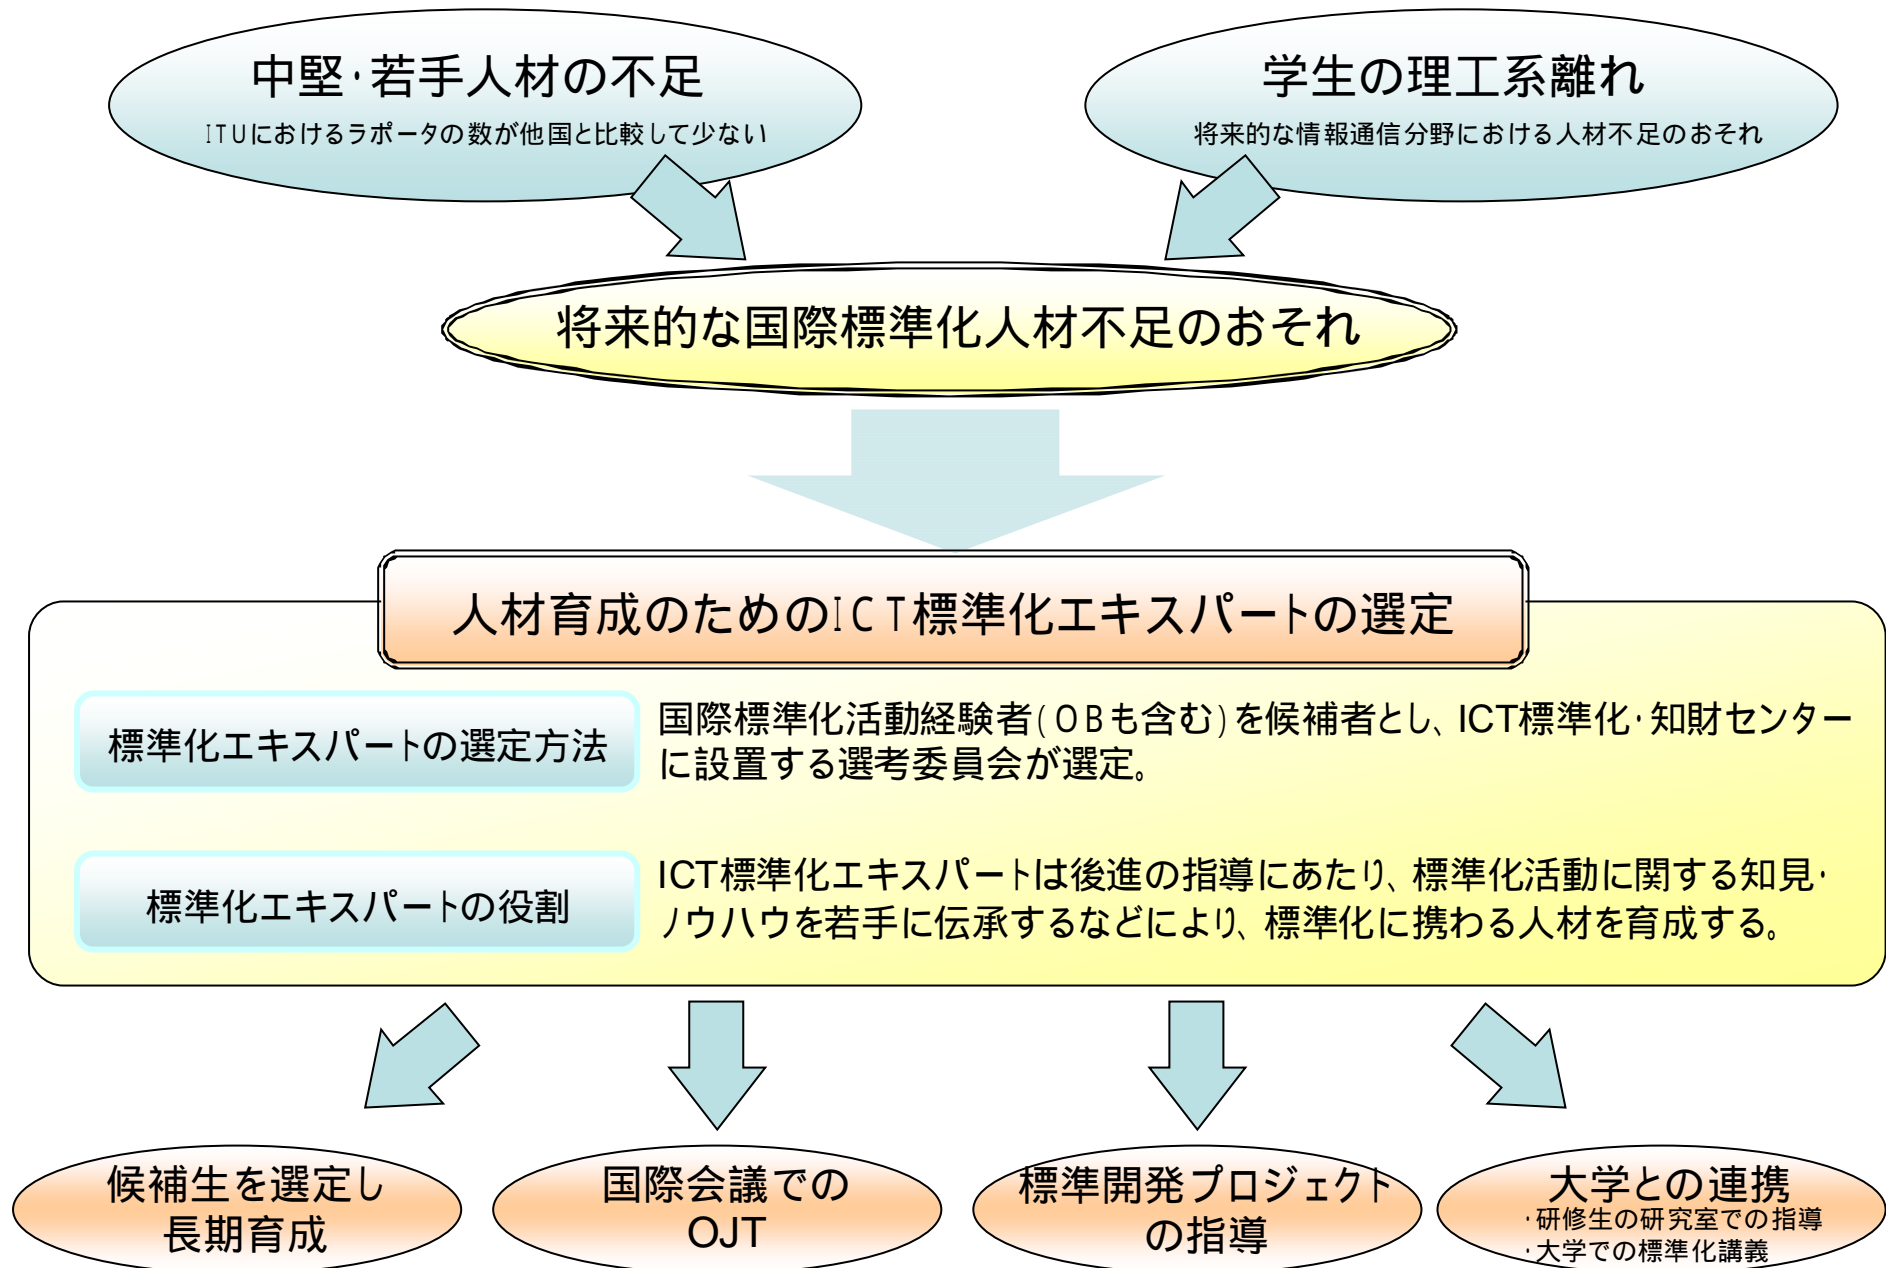 中堅・若手人材の不足
ITUにおけるラポータの数が他国と比較して少ない
学生の理工系離れ
将来的な情報通信分野における人材不足のおそれ
将来的な国際標準化人材不足のおそれ
人材育成のためのICT標準化エキスパートの選定
標準化エキスパートの選定方法
国際標準化活動経験者(OBも含む)を候補者とし、ICT標準化・知財センター
に設置する選考委員会が選定。
標準化エキスパートの役割
ICT標準化エキスパートは後進の指導にあたり、標準化活動に関する知見・
ノウハウを若手に伝承するなどにより、標準化に携わる人材を育成する。
候補生を選定し
長期育成
国際会議での
OJT
標準開発プロジェクト
の指導
大学との連携
・研修生の研究室での指導
・大学での標準化講義